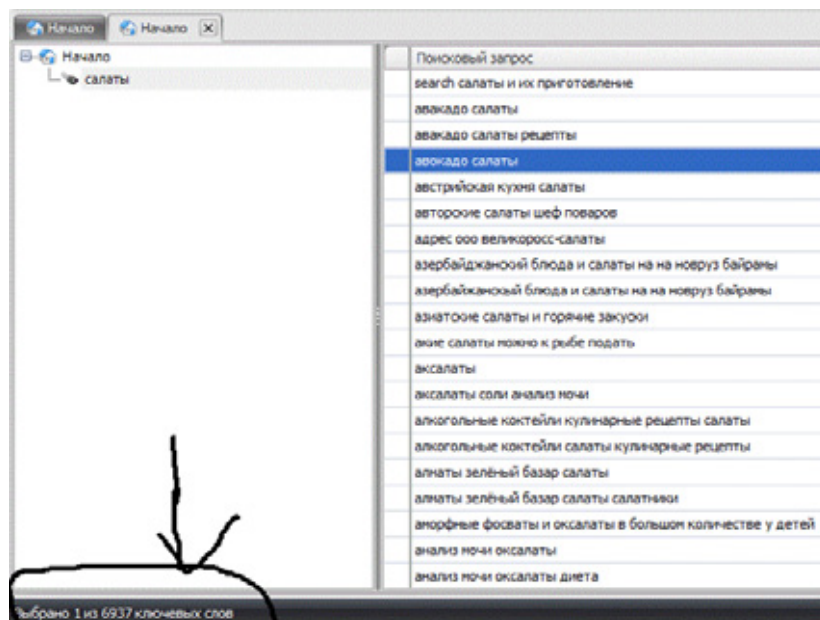 Начало
Начало
Начало
салаты
Поисковый запрос
search салаты и их приготовление
авакадо салаты
авакадо салаты рецепты
авокадо салаты
австрийская кухня салаты
авторские салаты шеф поваров
адрес ооо великоросс-салаты
азербайджанский блюда и салаты на на новруз байрамы
азербайжанскый блюда и салаты на на новруз байрамы
азиатские салаты и горячие закуски
акие салаты можно к рыбе подать
аксалаты
аксалаты соли анализ мочи
алкогольные коктейли кулинарные рецепты салаты
алкогольные коктейли салаты кулинарные рецепты
алматы зелёный базар салаты
алматы зелёный базар салаты салатники
аморфные фосваты и оксалаты в большом количестве у детей
анализ мочи оксалаты
анализ мочи оксалаты диета
Выбрано 1 из 6937 ключевых слов